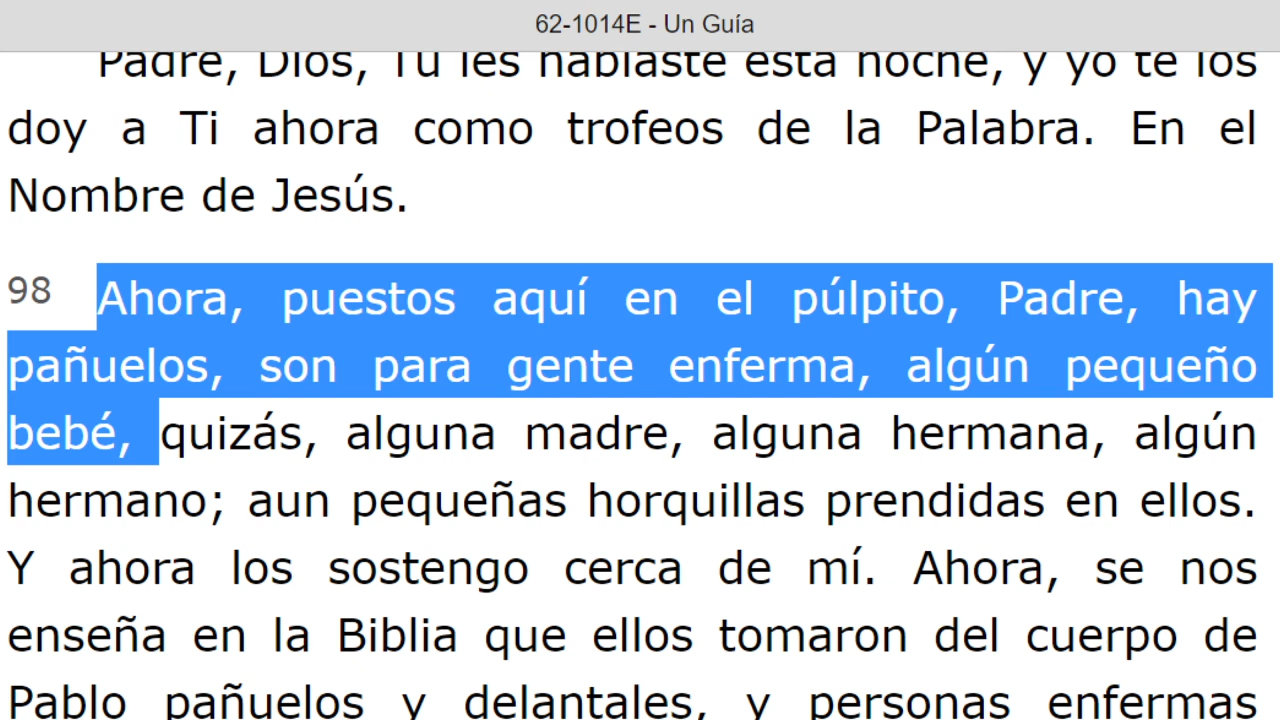 62-1014E - Un Guía
Padre, Dios, Tú les hablaste esta noche, y yo te los
doy a Ti ahora como trofeos de la Palabra. En el
Nombre de Jesús.
98 Ahora, puestos aquí en el púlpito, Padre, hay
pañuelos, son para gente enferma, algún pequeño
bebé, quizás, alguna madre, alguna hermana, algún
hermano; aun pequeñas horquillas prendidas en ellos.
Y ahora los sostengo cerca de mí. Ahora, se nos
enseña en la Biblia que ellos tomaron del cuerpo de
Pablo pañuelos y delantales, y personas enfermas